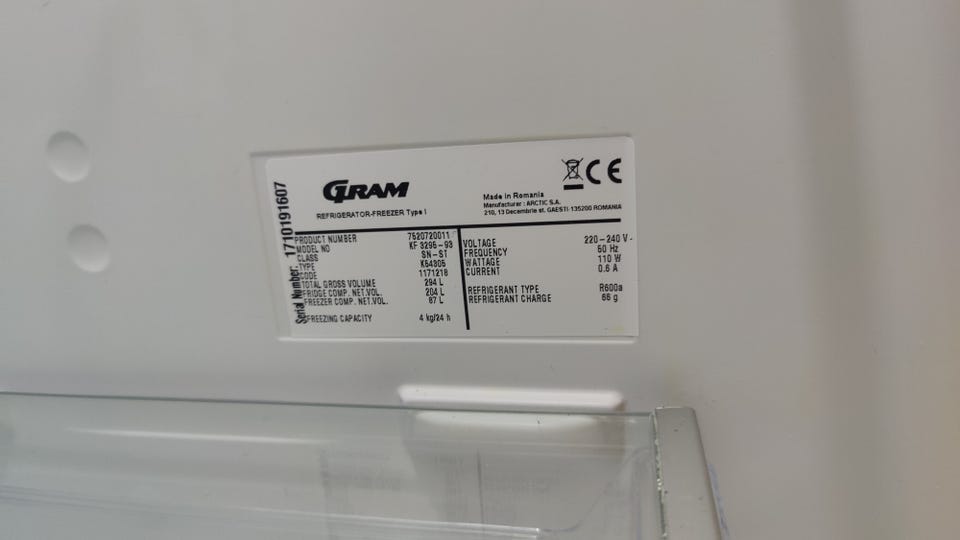 GRAM
REFRIGERATOR-FREEZER Type I
CE
Made in Romania
Manufacturer : ARCTIC S.A.
210, 13 Decembrie st. GAESTI-135200 ROMANIA
Serial Number: 1710191607
PRODUCT NUMBER 7520720011
MODEL NO KF 3295-93
CLASS SN-ST
TYPE K54305
CODE 1171218
TOTAL GROSS VOLUME 294 L
FRIDGE COMP. NET.VOL. 204 L
FREEZER COMP. NET.VOL. 87 L
FREEZING CAPACITY 4 kg/24 h
VOLTAGE 220-240 V~
FREQUENCY 50 Hz
WATTAGE 110 W
CURRENT 0.6 A
REFRIGERANT TYPE R600a
REFRIGERANT CHARGE 66 g